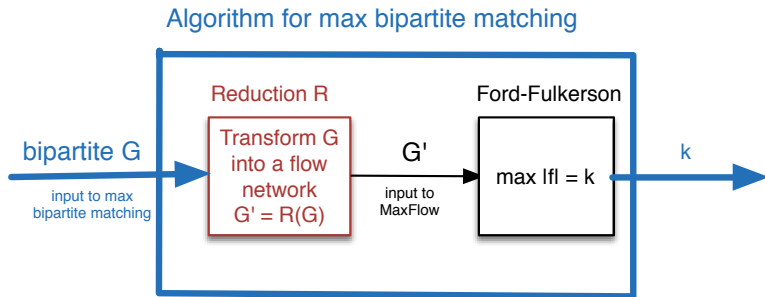 Algorithm for max bipartite matching
Reduction R
Ford-Fulkerson
bipartite G
input to max
bipartite matching
Transform G
into a flow
network
G' = R(G)
G'
input to
MaxFlow
max |f| = k
k